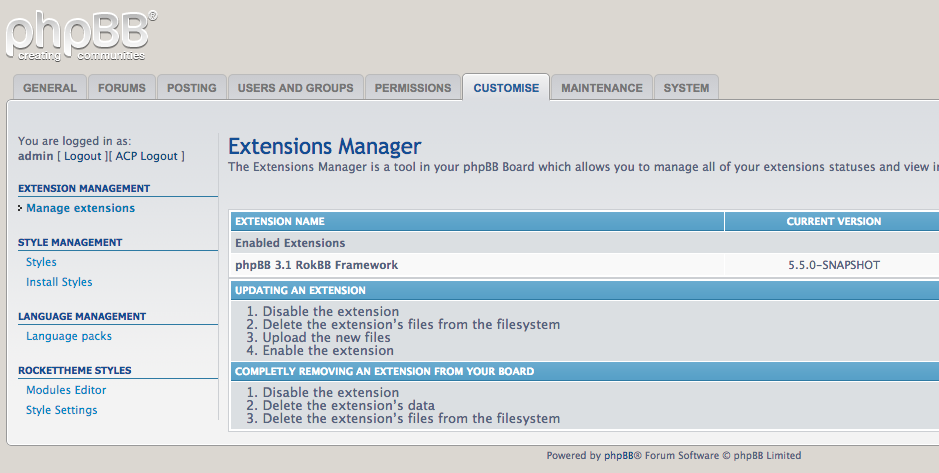 phpBB®
creating communities
GENERAL FORUMS POSTING USERS AND GROUPS PERMISSIONS CUSTOMISE MAINTENANCE SYSTEM
You are logged in as:
admin [ Logout ][ ACP Logout ]
EXTENSION MANAGEMENT
Manage extensions
STYLE MANAGEMENT
Styles
Install Styles
LANGUAGE MANAGEMENT
Language packs
ROCKETTHEME STYLES
Modules Editor
Style Settings
Extensions Manager
The Extensions Manager is a tool in your phpBB Board which allows you to manage all of your extensions statuses and view in
EXTENSION NAME CURRENT VERSION
Enabled Extensions
phpBB 3.1 RokBB Framework 5.5.0-SNAPSHOT
UPDATING AN EXTENSION
1. Disable the extension
2. Delete the extension's files from the filesystem
3. Upload the new files
4. Enable the extension
COMPLETLY REMOVING AN EXTENSION FROM YOUR BOARD
1. Disable the extension
2. Delete the extension's data
3. Delete the extension's files from the filesystem
Powered by phpBB® Forum Software © phpBB Limited